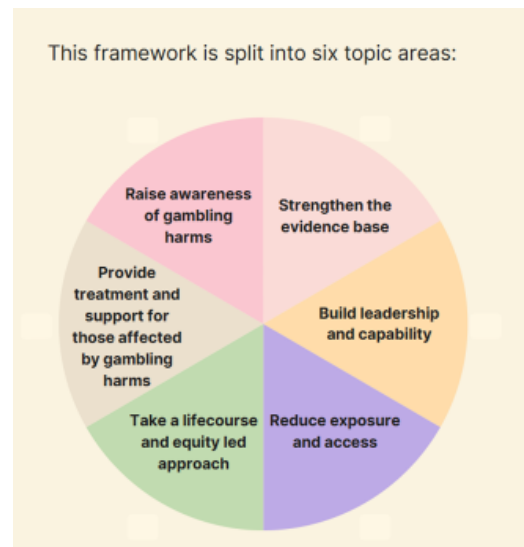 This framework is split into six topic areas:
Strengthen the
evidence base
Build leadership
and capability
Reduce exposure
and access
Take a lifecourse
and equity led
approach
Provide
treatment and
support for
those affected
by gambling
harms
Raise awareness
of gambling
harms